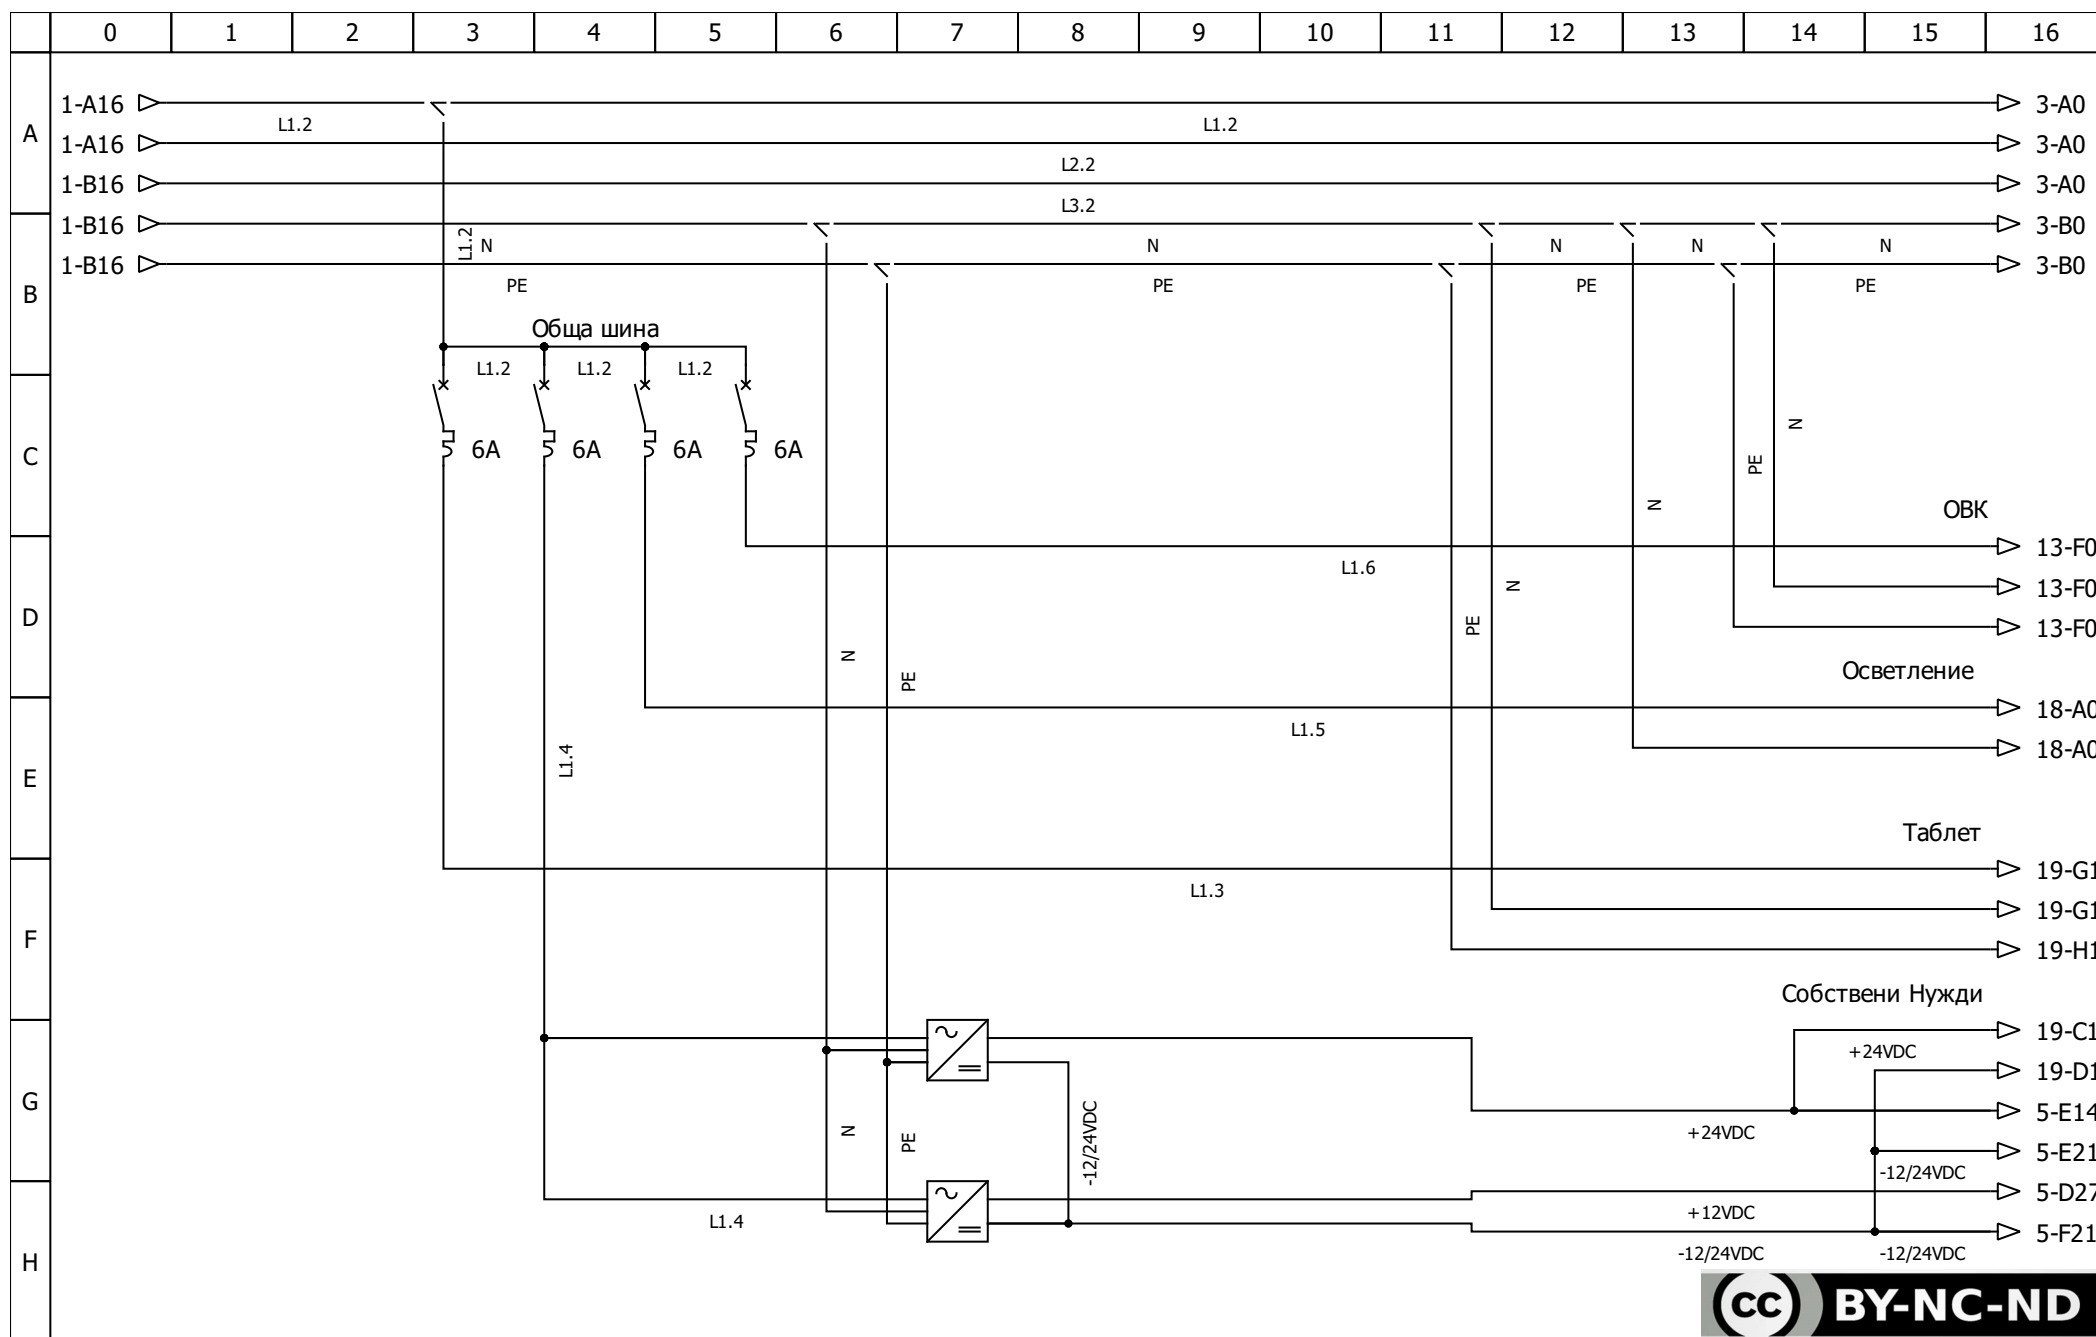 0 1 2 3 4 5 6 7 8 9 10 11 12 13 14 15 16
A
1-A16 3-A0
L1.2 L1.2
1-A16 3-A0
L2.2
1-B16 3-A0
L3.2
B
1-B16 3-B0
L1.2 N N N N N
1-B16 3-B0
PE PE PE PE
Обща шина
L1.2 L1.2 L1.2
C
6A 6A 6A 6A
N
PE
N
ОВК
13-F0
L1.6
D
N
13-F0
PE
13-F0
N
Осветление
PE
18-A0
L1.5
E
L1.4
18-A0
Таблет
19-G1
L1.3
F
19-G1
19-H1
Собствени Нужди
G
19-C1
+24VDC
19-D1
5-E14
N PE -12/24VDC +24VDC
5-E21
-12/24VDC
H
5-D27
L1.4 +12VDC
5-F21
-12/24VDC -12/24VDC
CC BY-NC-ND